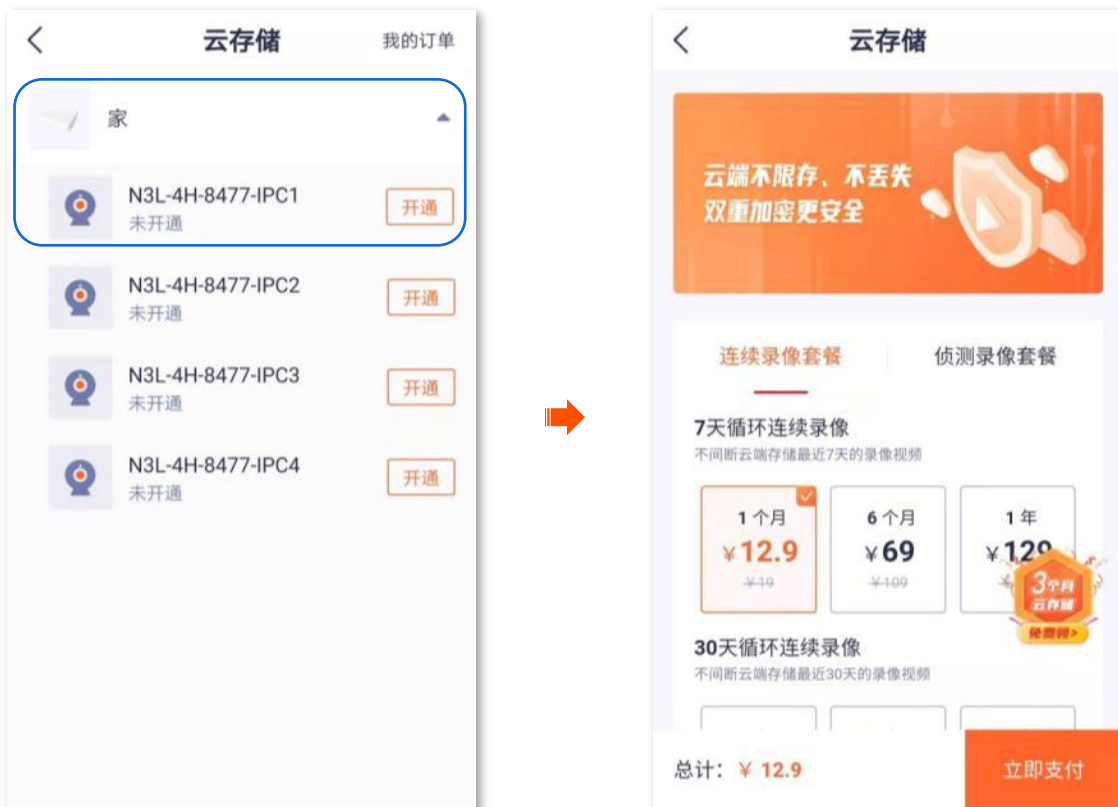 云存储
我的订单
家
N3L-4H-8477-IPC1
未开通
开通
N3L-4H-8477-IPC2
未开通
开通
N3L-4H-8477-IPC3
未开通
开通
N3L-4H-8477-IPC4
未开通
开通
云存储
云端不限存、不丢失
双重加密更安全
连续录像套餐
侦测录像套餐
7天循环连续录像
不间断云端存储最近7天的录像视频
1个月
¥12.9
¥19
6个月
¥69
¥109
1年
¥129
3个月
云存储
免费领>
30天循环连续录像
不间断云端存储最近30天的录像视频
总计：¥ 12.9
立即支付